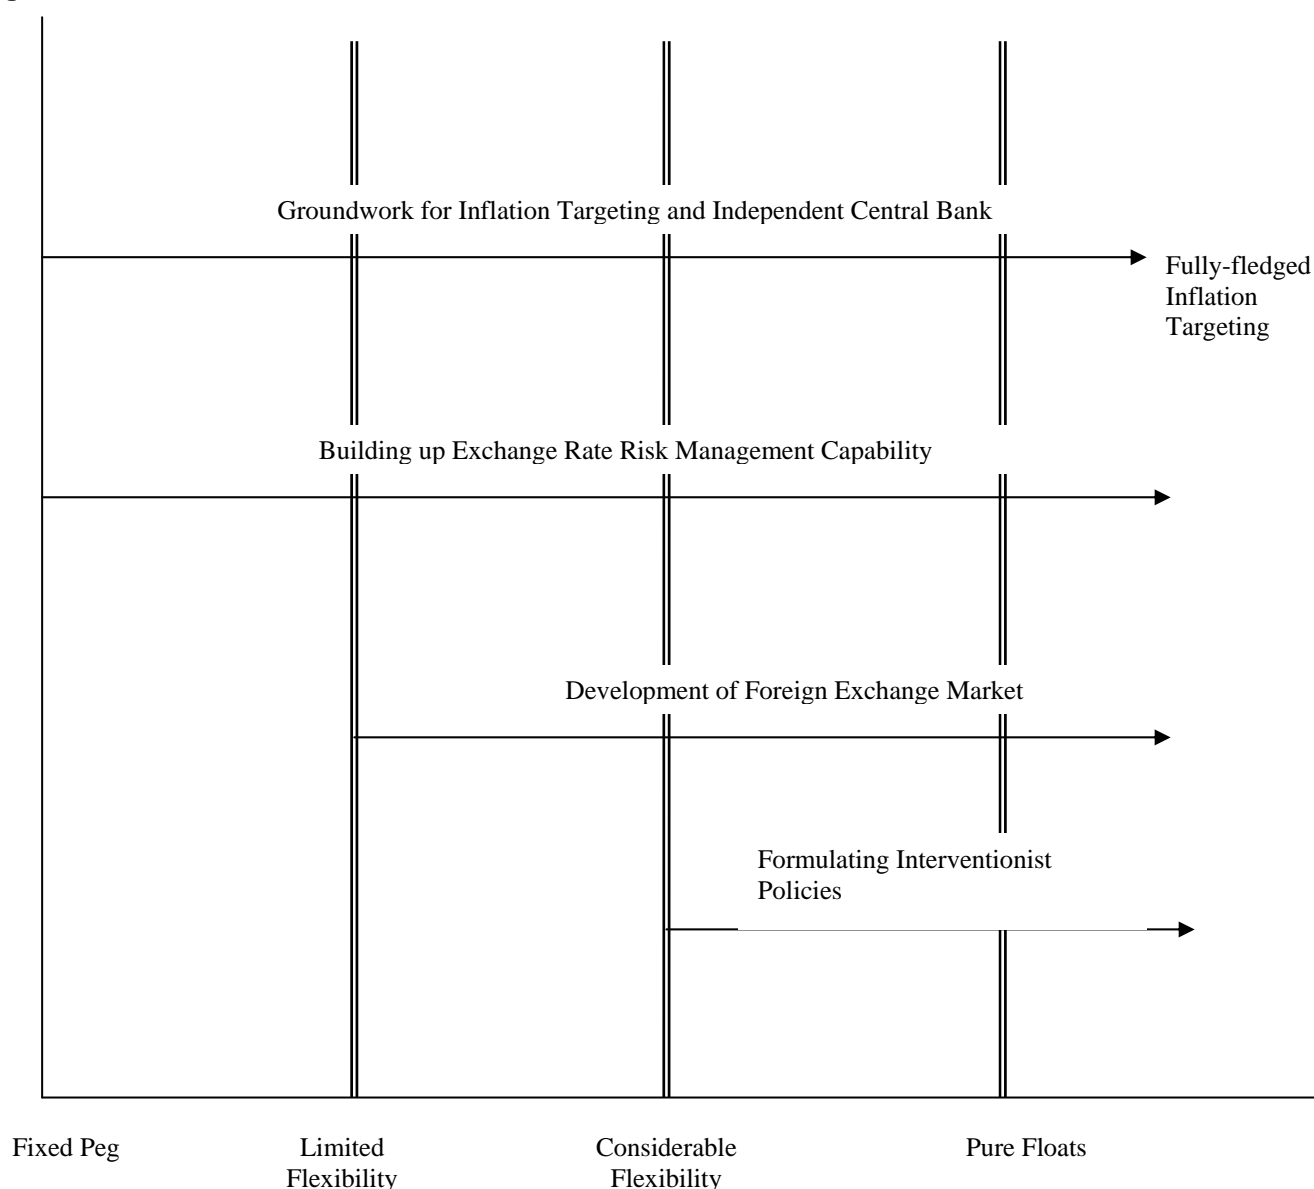 Groundwork for Inflation Targeting and Independent Central Bank
Fully-fledged
Inflation
Targeting
Building up Exchange Rate Risk Management Capability
Development of Foreign Exchange Market
Formulating Interventionist
Policies
Fixed Peg
Limited
Flexibility
Considerable
Flexibility
Pure Floats